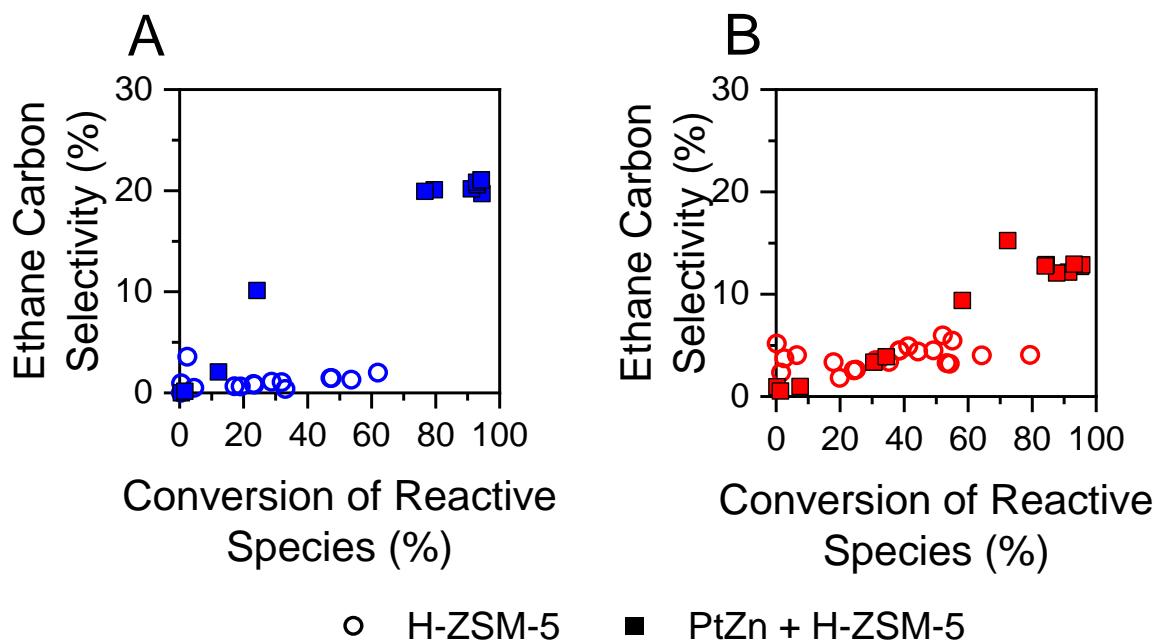 A
B
Ethane Carbon
Selectivity (%)
30
20
10
0
0 20 40 60 80 100
Conversion of Reactive
Species (%)
Ethane Carbon
Selectivity (%)
30
20
10
0
0 20 40 60 80 100
Conversion of Reactive
Species (%)
H-ZSM-5
PtZn + H-ZSM-5